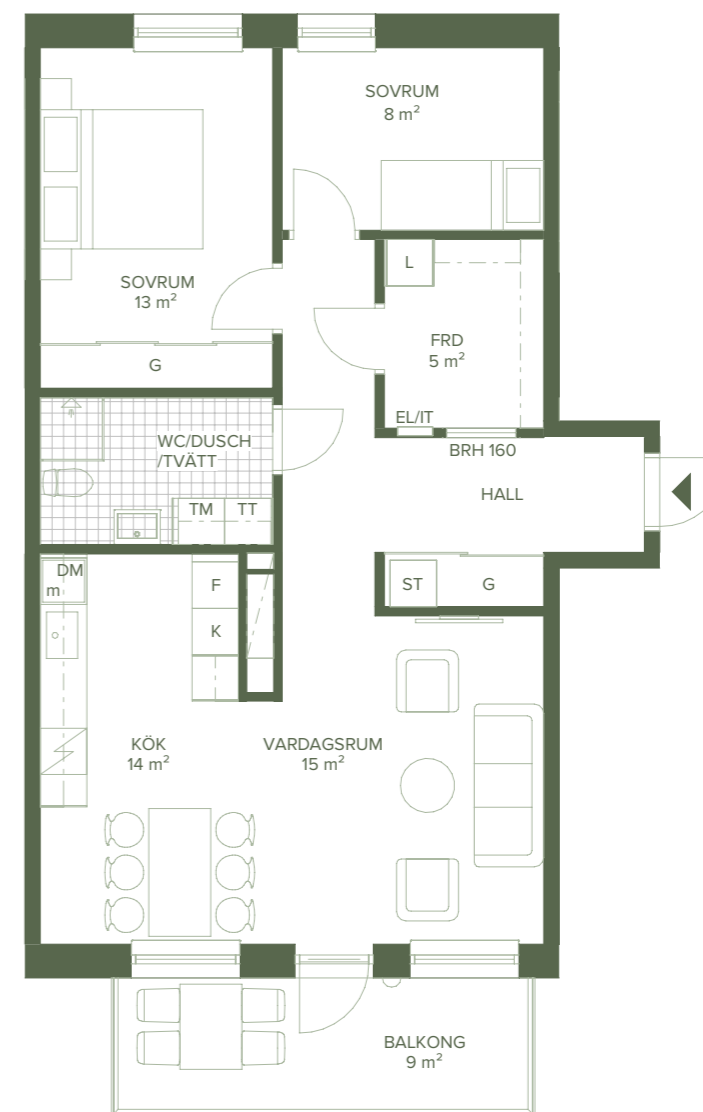 SOVRUM
8 m²
SOVRUM
13 m²
L
FRD
5 m²
G
EL/IT
WC/DUSCH
/TVÄTT
BRH 160
HALL
TM TT
DM
m
F
K
ST
G
KÖK
14 m²
VARDAGSRUM
15 m²
BALKONG
9 m²